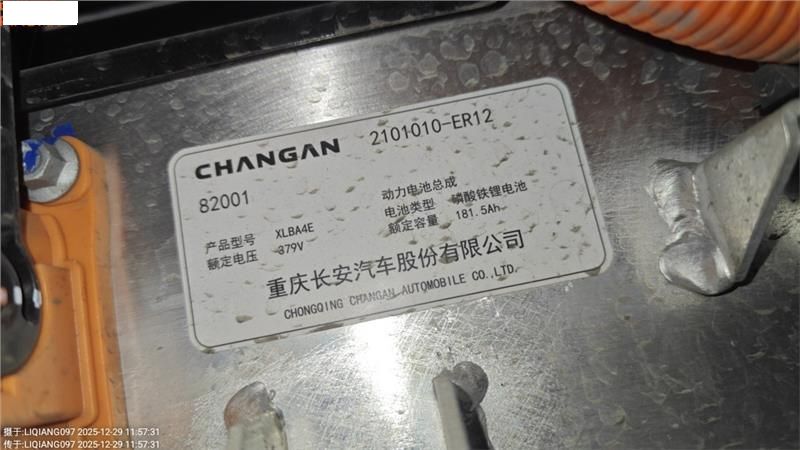 CHANGAN 2101010-ER12
82001 动力电池总成
产品型号 XLBA4E 电池类型 磷酸铁锂电池
额定电压 379V 额定容量 181.5Ah
重庆长安汽车股份有限公司
CHONGQING CHANGAN AUTOMOBILE CO.,LTD.
摄于:LIQIANG097 2025-12-29 11:57:31
传于:LIQIANG097 2025-12-29 11:57:31